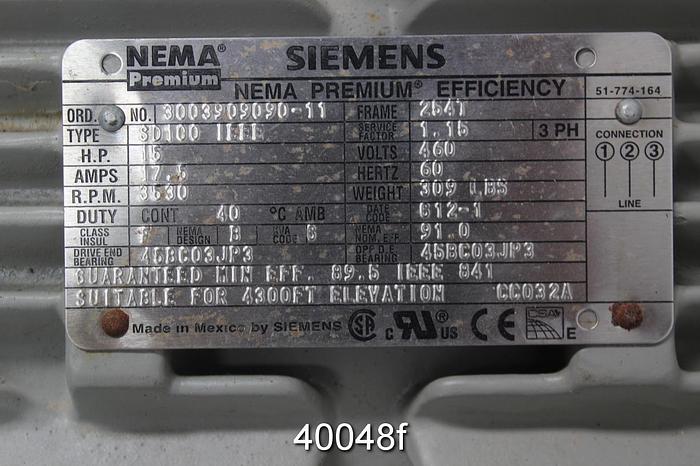 NEMA® SIEMENS
Premium
NEMA PREMIUM® EFFICIENCY 51-774-164
ORD. NO. 3003909090-11 FRAME 254T
TYPE SD100 IEEE SERVICE FACTOR 1.15 3 PH
H.P. 15 VOLTS 460
AMPS 17.5 HERTZ 60
R.P.M. 3530 WEIGHT 309 LBS
DUTY CONT 40 °C AMB DATE CODE G12-1
CLASS INSUL F NEMA DESIGN B KVA CODE G NEMA NOM. EFF 91.0
DRIVE END BEARING 45BC03JP3 OPP D.E BEARING 45BC03JP3
GUARANTEED MIN EFF. 89.5 IEEE 841
SUITABLE FOR 4300FT ELEVATION CC032A
CONNECTION
1 2 3
LINE
Made in Mexico by SIEMENS SA C UR US CE CSA E
40048f